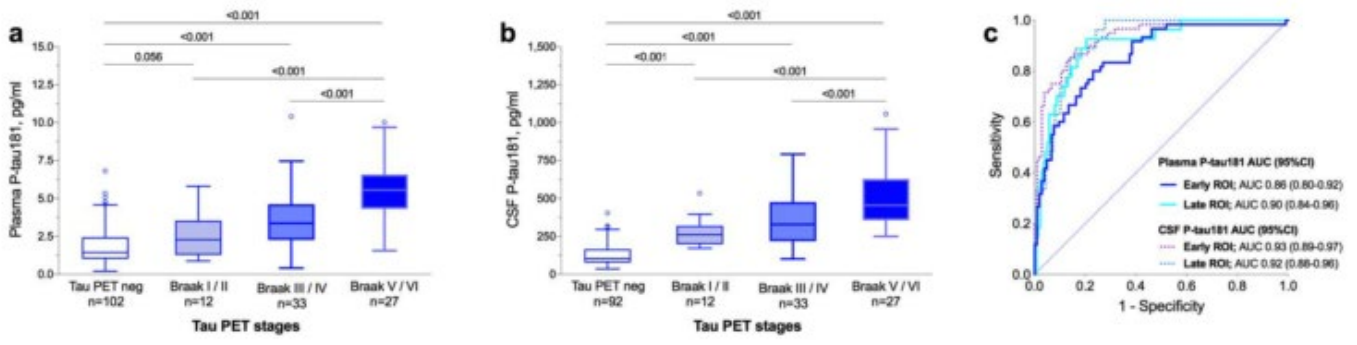 a
<0.001
<0.001
0.056
<0.001
<0.001
Plasma P-tau181, pg/ml
15.0
12.5
10.0
7.5
5.0
2.5
0.0
Tau PET neg
n=102
Braak I / II
n=12
Braak III / IV
n=33
Braak V / VI
n=27
Tau PET stages
b
<0.001
<0.001
<0.001
<0.001
<0.001
CSF P-tau181, pg/ml
1,500
1,250
1,000
750
500
250
0
Tau PET neg
n=92
Braak I / II
n=12
Braak III / IV
n=33
Braak V / VI
n=27
Tau PET stages
c
Sensitivity
1.0
0.8
0.6
0.4
0.2
0.0
0.0
0.2
0.4
0.6
0.8
1.0
1 - Specificity
Plasma P-tau181 AUC (95%CI)
Early ROI; AUC 0.86 (0.80-0.92)
Late ROI; AUC 0.90 (0.84-0.96)
CSF P-tau181 AUC (95%CI)
Early ROI; AUC 0.93 (0.89-0.97)
Late ROI; AUC 0.92 (0.86-0.96)